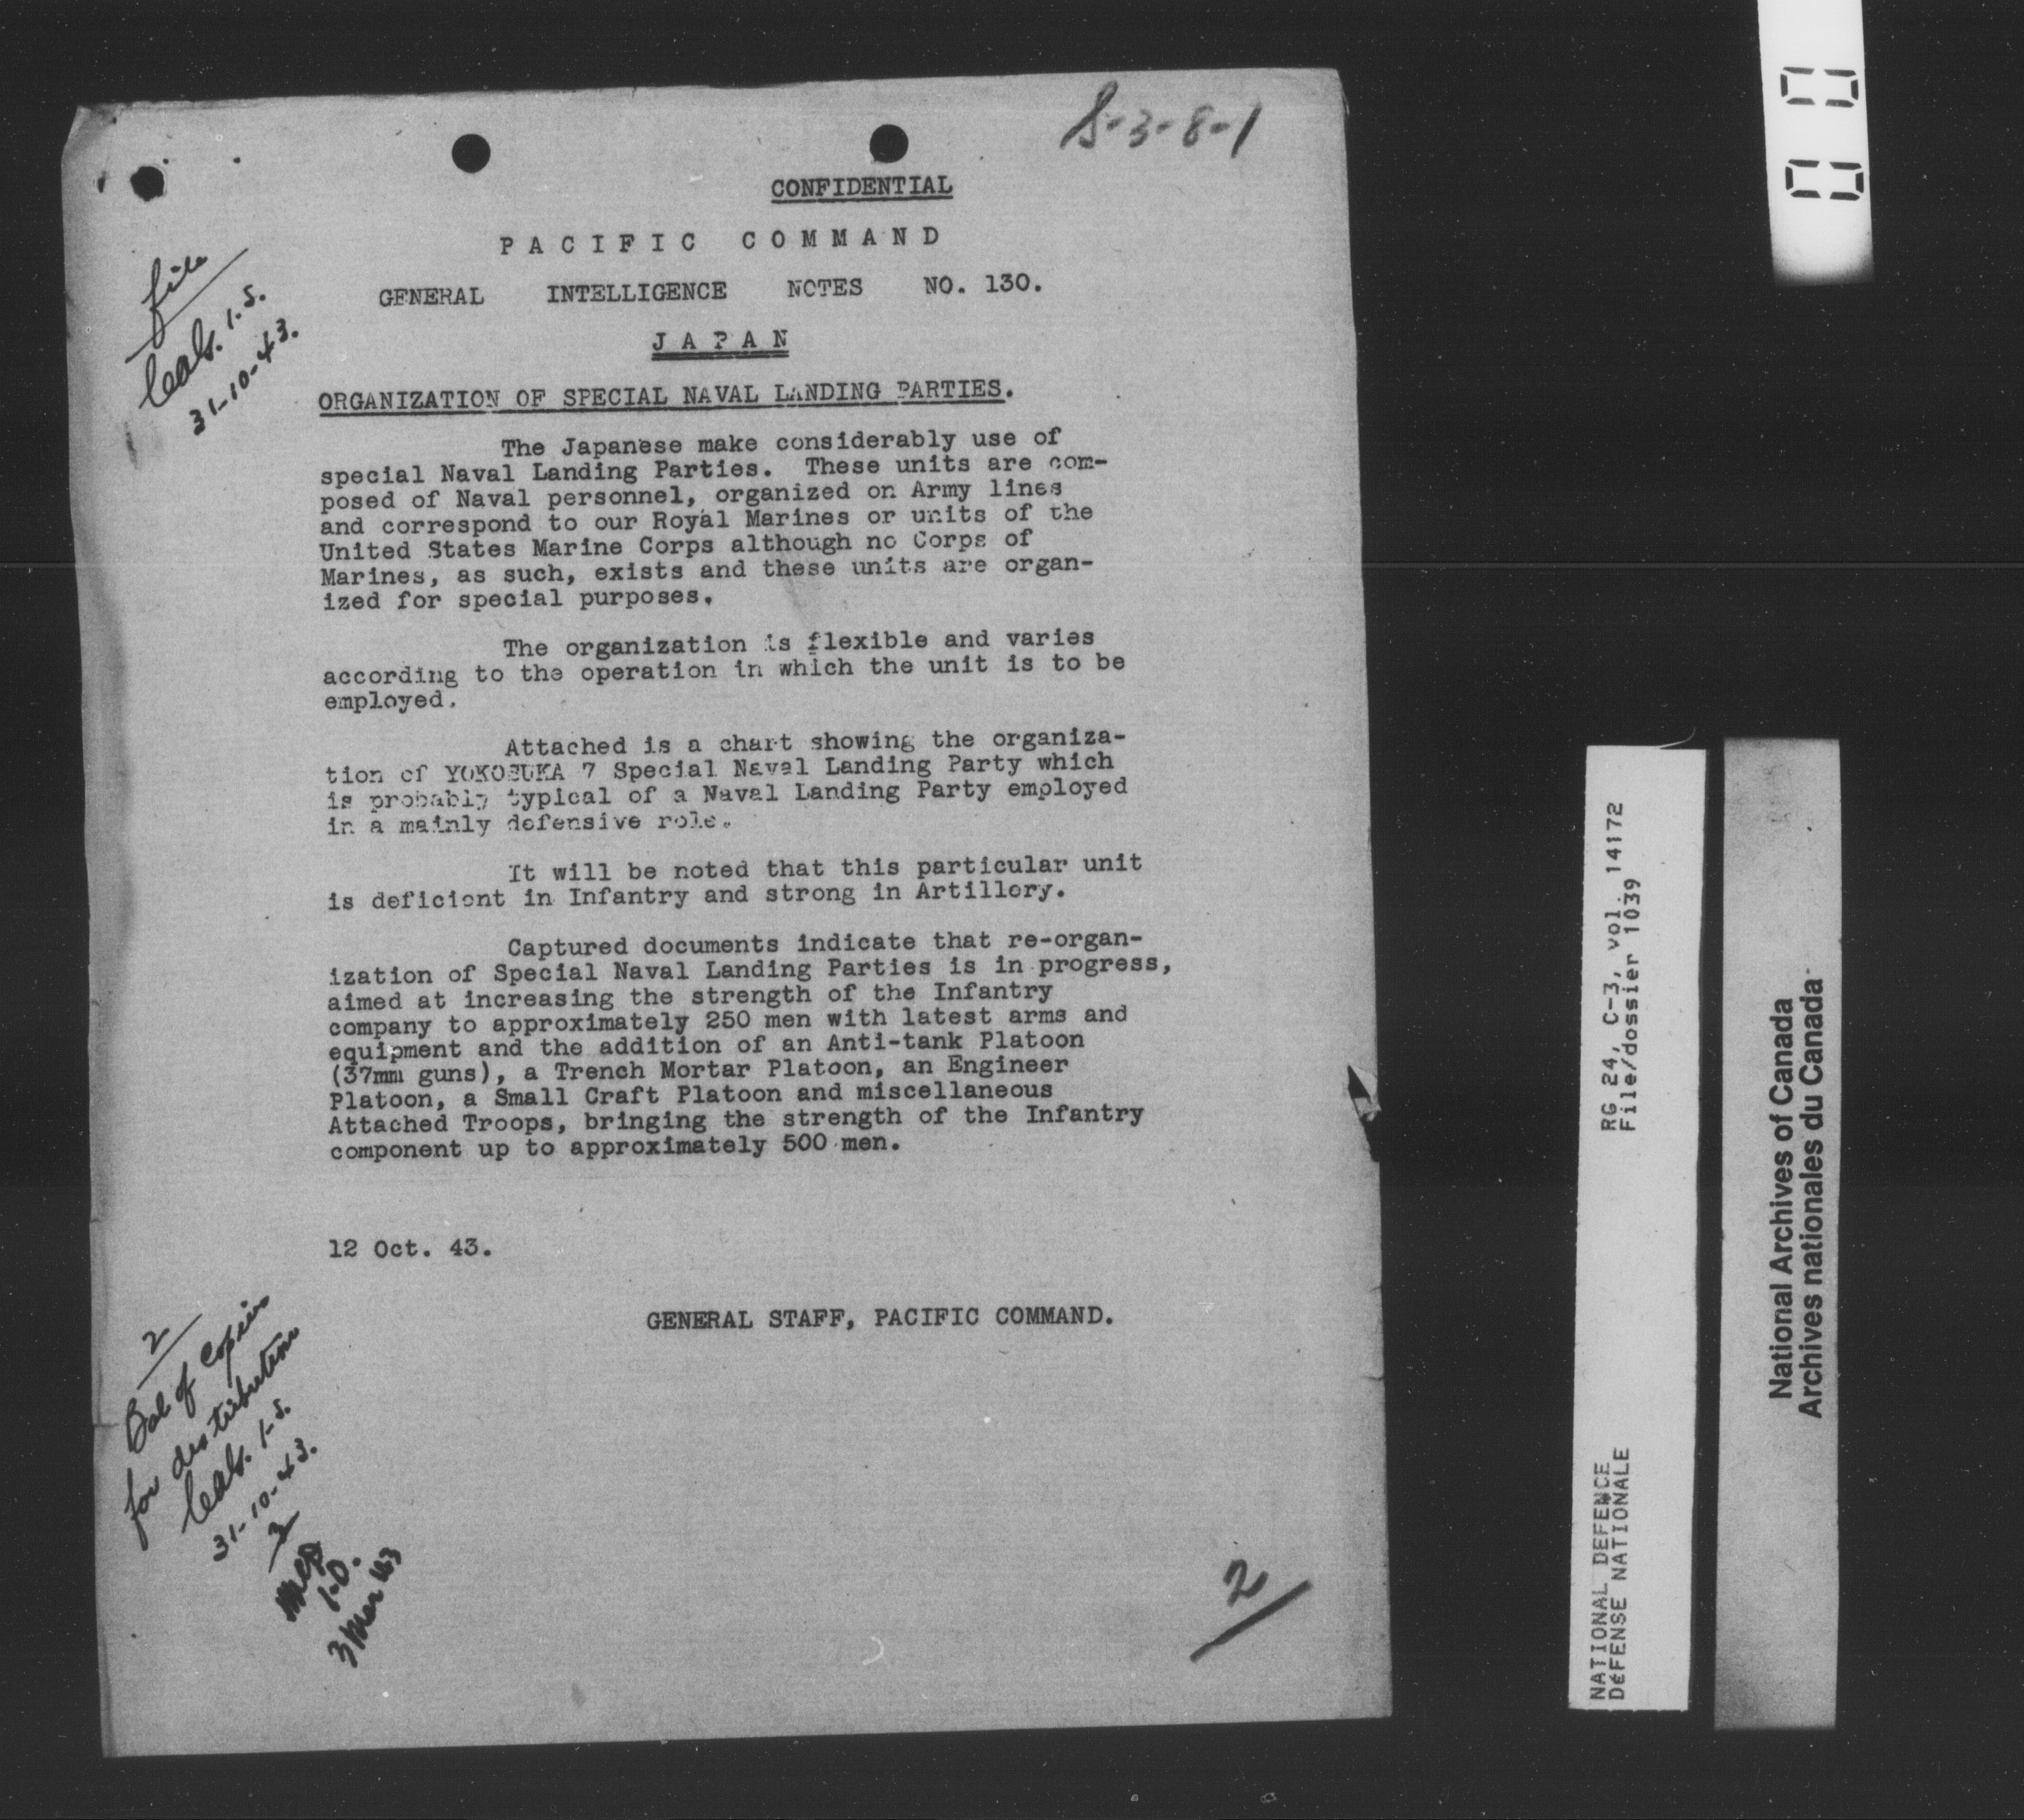 S-3-8-1
CONFIDENTIAL
PACIFIC COMMAND
GENERAL INTELLIGENCE NOTES NO. 130.
JAPAN
ORGANIZATION OF SPECIAL NAVAL LANDING PARTIES.
The Japanese make considerably use of
special Naval Landing Parties. These units are com-
posed of Naval personnel, organized on Army lines
and correspond to our Royal Marines or units of the
United States Marine Corps although no Corps of
Marines, as such, exists and these units are organ-
ized for special purposes.
The organization is flexible and varies
according to the operation in which the unit is to be
employed.
Attached is a chart showing the organiza-
tion of YOKOSUKA 7 Special Naval Landing Party which
is probably typical of a Naval Landing Party employed
in a mainly defensive role.
It will be noted that this particular unit
is deficient in Infantry and strong in Artillery.
Captured documents indicate that re-organ-
ization of Special Naval Landing Parties is in progress,
aimed at increasing the strength of the Infantry
company to approximately 250 men with latest arms and
equipment and the addition of an Anti-tank Platoon
(37mm guns), a Trench Mortar Platoon, an Engineer
Platoon, a Small Craft Platoon and miscellaneous
Attached Troops, bringing the strength of the Infantry
component up to approximately 500 men.
12 Oct. 43.
GENERAL STAFF, PACIFIC COMMAND.
file
1-S.
31-10-43.
2
Bal of copies
for distribution
1-S.
31-10-43.
3
2
RG 24, C-3, vol. 14172
File/dossier 1039
NATIONAL DEFENCE
DéFENSE NATIONALE
National Archives of Canada
Archives nationales du Canada